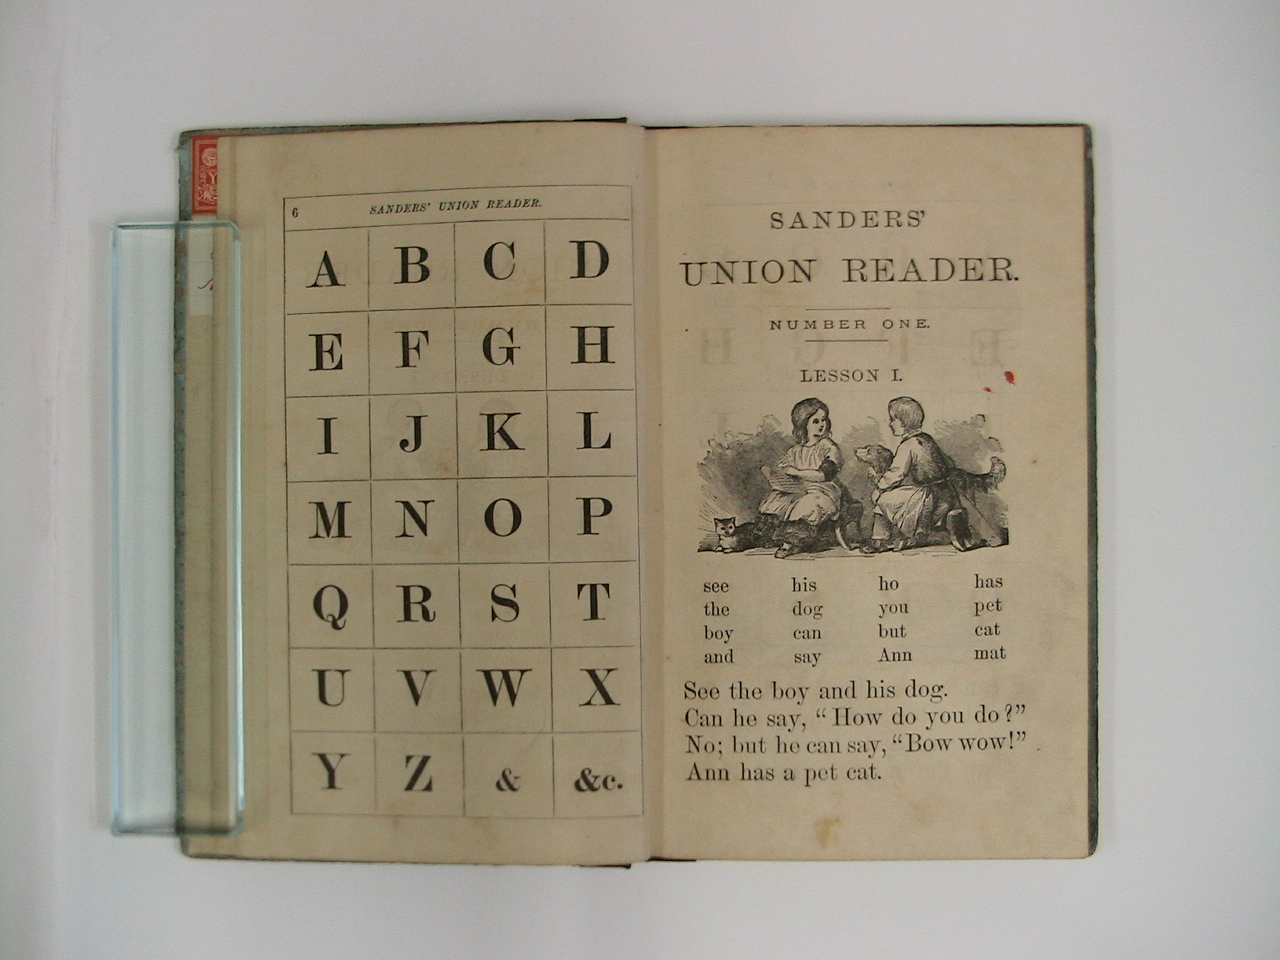 6 SANDERS' UNION READER.
A B C D
E F G H
I J K L
M N O P
Q R S T
U V W X
Y Z & &c.
SANDERS'
UNION READER.
NUMBER ONE.
LESSON I.
see his ho has
the dog you pet
boy can but cat
and say Ann mat
See the boy and his dog.
Can he say, “How do you do?”
No; but he can say, “Bow wow!”
Ann has a pet cat.